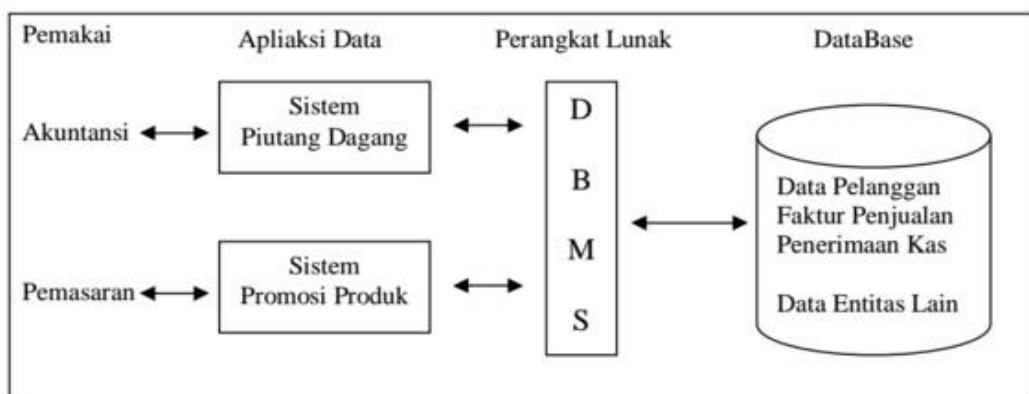 Pemakai
Apliaksi Data
Perangkat Lunak
DataBase
Akuntansi
Sistem
Piutang Dagang
Pemasaran
Sistem
Promosi Produk
D
B
M
S
Data Pelanggan
Faktur Penjualan
Penerimaan Kas
Data Entitas Lain